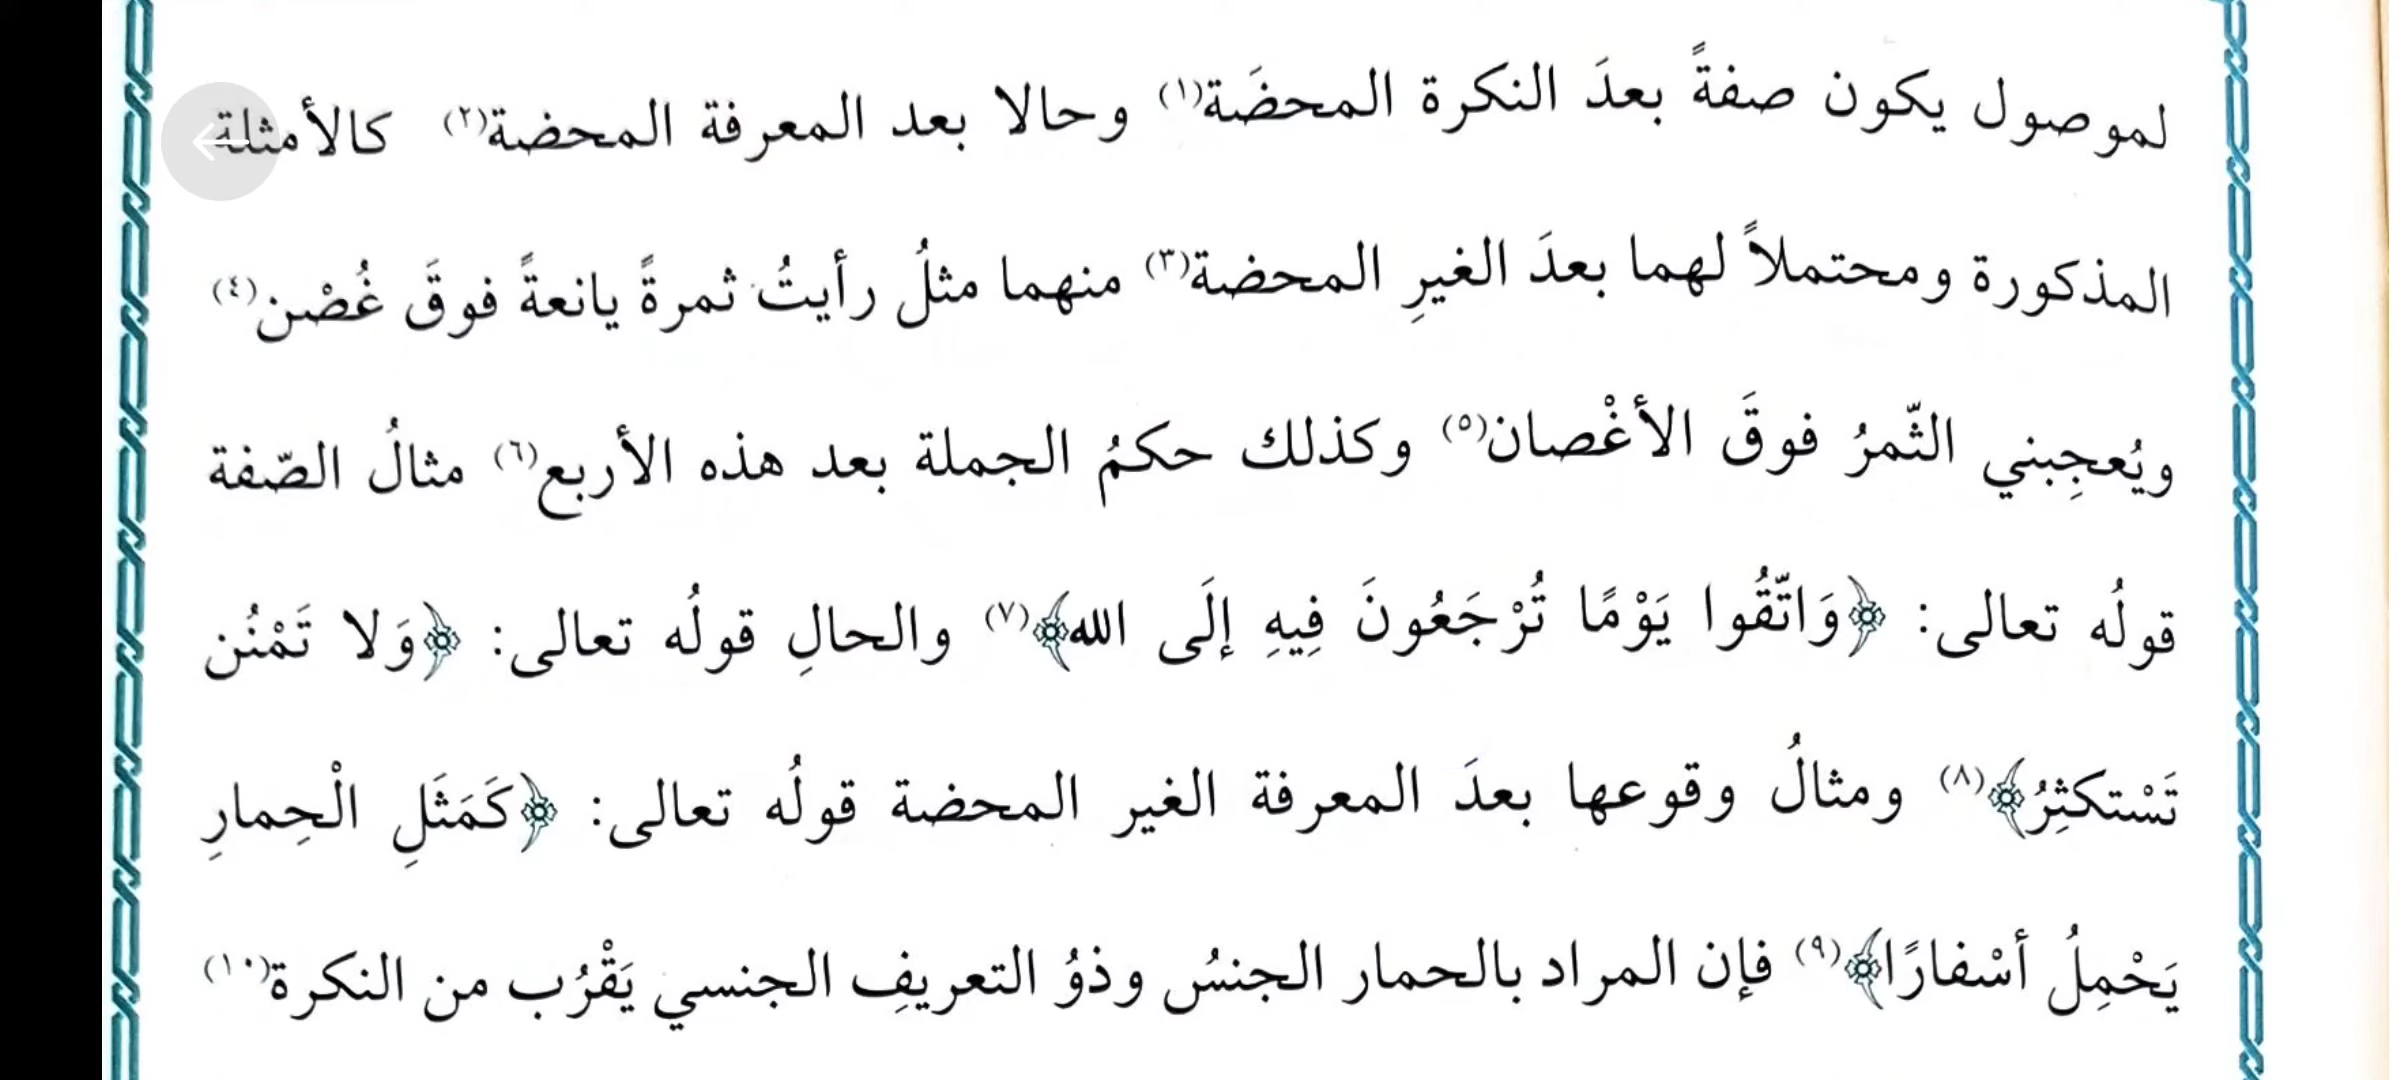 لموصول يكون صفةً بعدَ النكرة المحضَة(١) وحالا بعد المعرفة المحضة(٢) كالأمثلة
المذكورة ومحتملاً لهما بعدَ الغيرِ المحضة(٣) منهما مثلُ رأيتُ ثمرةً يانعةً فوقَ غُصْن(٤)
ويُعجِبني الثّمرُ فوقَ الأغْصان(٥) وكذلك حكمُ الجملة بعد هذه الأربع(٦) مثالُ الصّفة
قولُه تعالى: ﴿وَاتّقُوا يَوْمًا تُرْجَعُونَ فِيهِ إلَى الله﴾(٧) والحالِ قولُه تعالى: ﴿وَلا تَمْنُن
تَسْتكثِرُ﴾(٨) ومثالُ وقوعها بعدَ المعرفة الغير المحضة قولُه تعالى: ﴿كَمَثَلِ الْحِمارِ
يَحْمِلُ أسْفارًا﴾(٩) فإن المراد بالحمار الجنسُ وذوُ التعريفِ الجنسي يَقْرُب من النكرة(١٠)